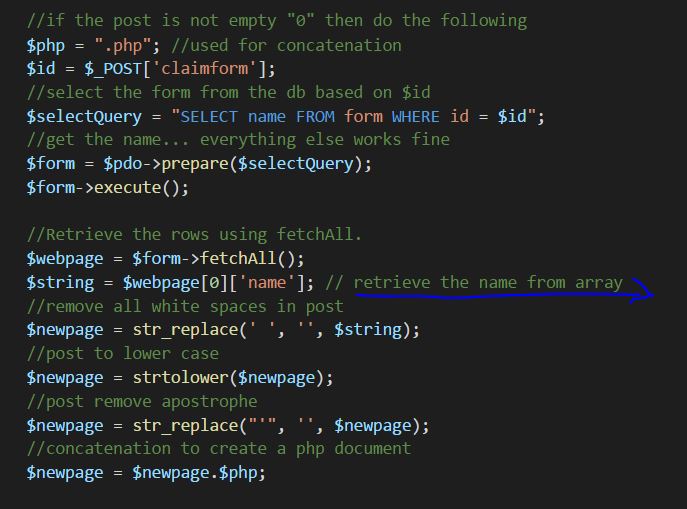 //if the post is not empty "0" then do the following
$php = ".php"; //used for concatenation
$id = $_POST['claimform'];
//select the form from the db based on $id
$selectQuery = "SELECT name FROM form WHERE id = $id";
//get the name... everything else works fine
$form = $pdo->prepare($selectQuery);
$form->execute();
//Retrieve the rows using fetchAll.
$webpage = $form->fetchAll();
$string = $webpage[0]['name']; // retrieve the name from array
//remove all white spaces in post
$newpage = str_replace(' ', '', $string);
//post to lower case
$newpage = strtolower($newpage);
//post remove apostrophe
$newpage = str_replace("'", '', $newpage);
//concatenation to create a php document
$newpage = $newpage.$php;